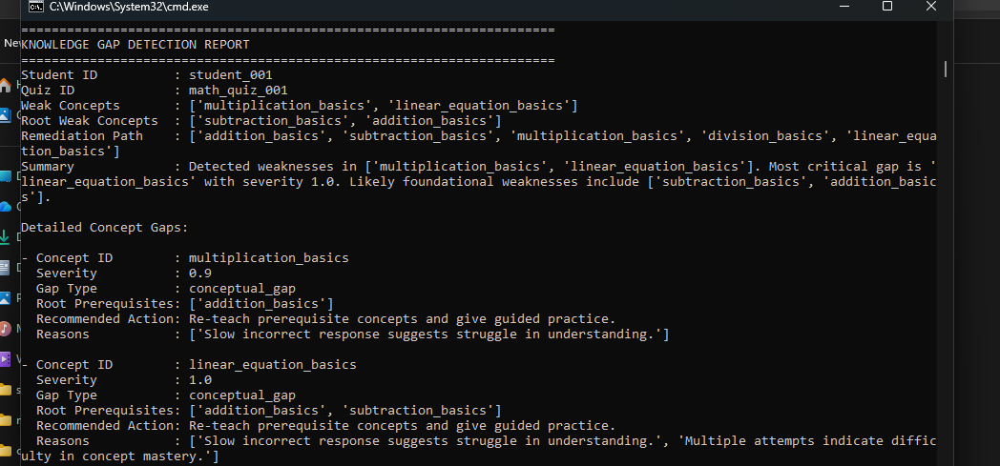 C:\Windows\System32\cmd.exe
======================================================================
KNOWLEDGE GAP DETECTION REPORT
======================================================================
Student ID          : student_001
Quiz ID             : math_quiz_001
Weak Concepts       : ['multiplication_basics', 'linear_equation_basics']
Root Weak Concepts  : ['subtraction_basics', 'addition_basics']
Remediation Path    : ['addition_basics', 'subtraction_basics', 'multiplication_basics', 'division_basics', 'linear_equa
tion_basics']
Summary             : Detected weaknesses in ['multiplication_basics', 'linear_equation_basics']. Most critical gap is '
linear_equation_basics' with severity 1.0. Likely foundational weaknesses include ['subtraction_basics', 'addition_basic
s'].
Detailed Concept Gaps:
- Concept ID        : multiplication_basics
  Severity          : 0.9
  Gap Type          : conceptual_gap
  Root Prerequisites: ['addition_basics']
  Recommended Action: Re-teach prerequisite concepts and give guided practice.
  Reasons           : ['Slow incorrect response suggests struggle in understanding.']
- Concept ID        : linear_equation_basics
  Severity          : 1.0
  Gap Type          : conceptual_gap
  Root Prerequisites: ['addition_basics', 'subtraction_basics']
  Recommended Action: Re-teach prerequisite concepts and give guided practice.
  Reasons           : ['Slow incorrect response suggests struggle in understanding.', 'Multiple attempts indicate diffic
ulty in concept mastery.']